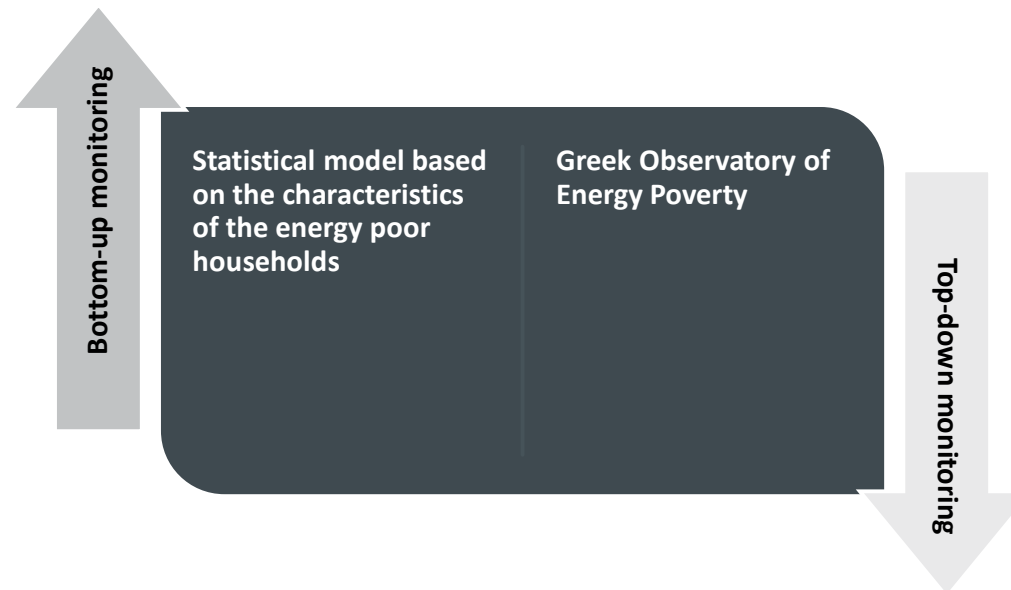 Bottom-up monitoring
Statistical model based
on the characteristics
of the energy poor
households
Greek Observatory of
Energy Poverty
Top-down monitoring